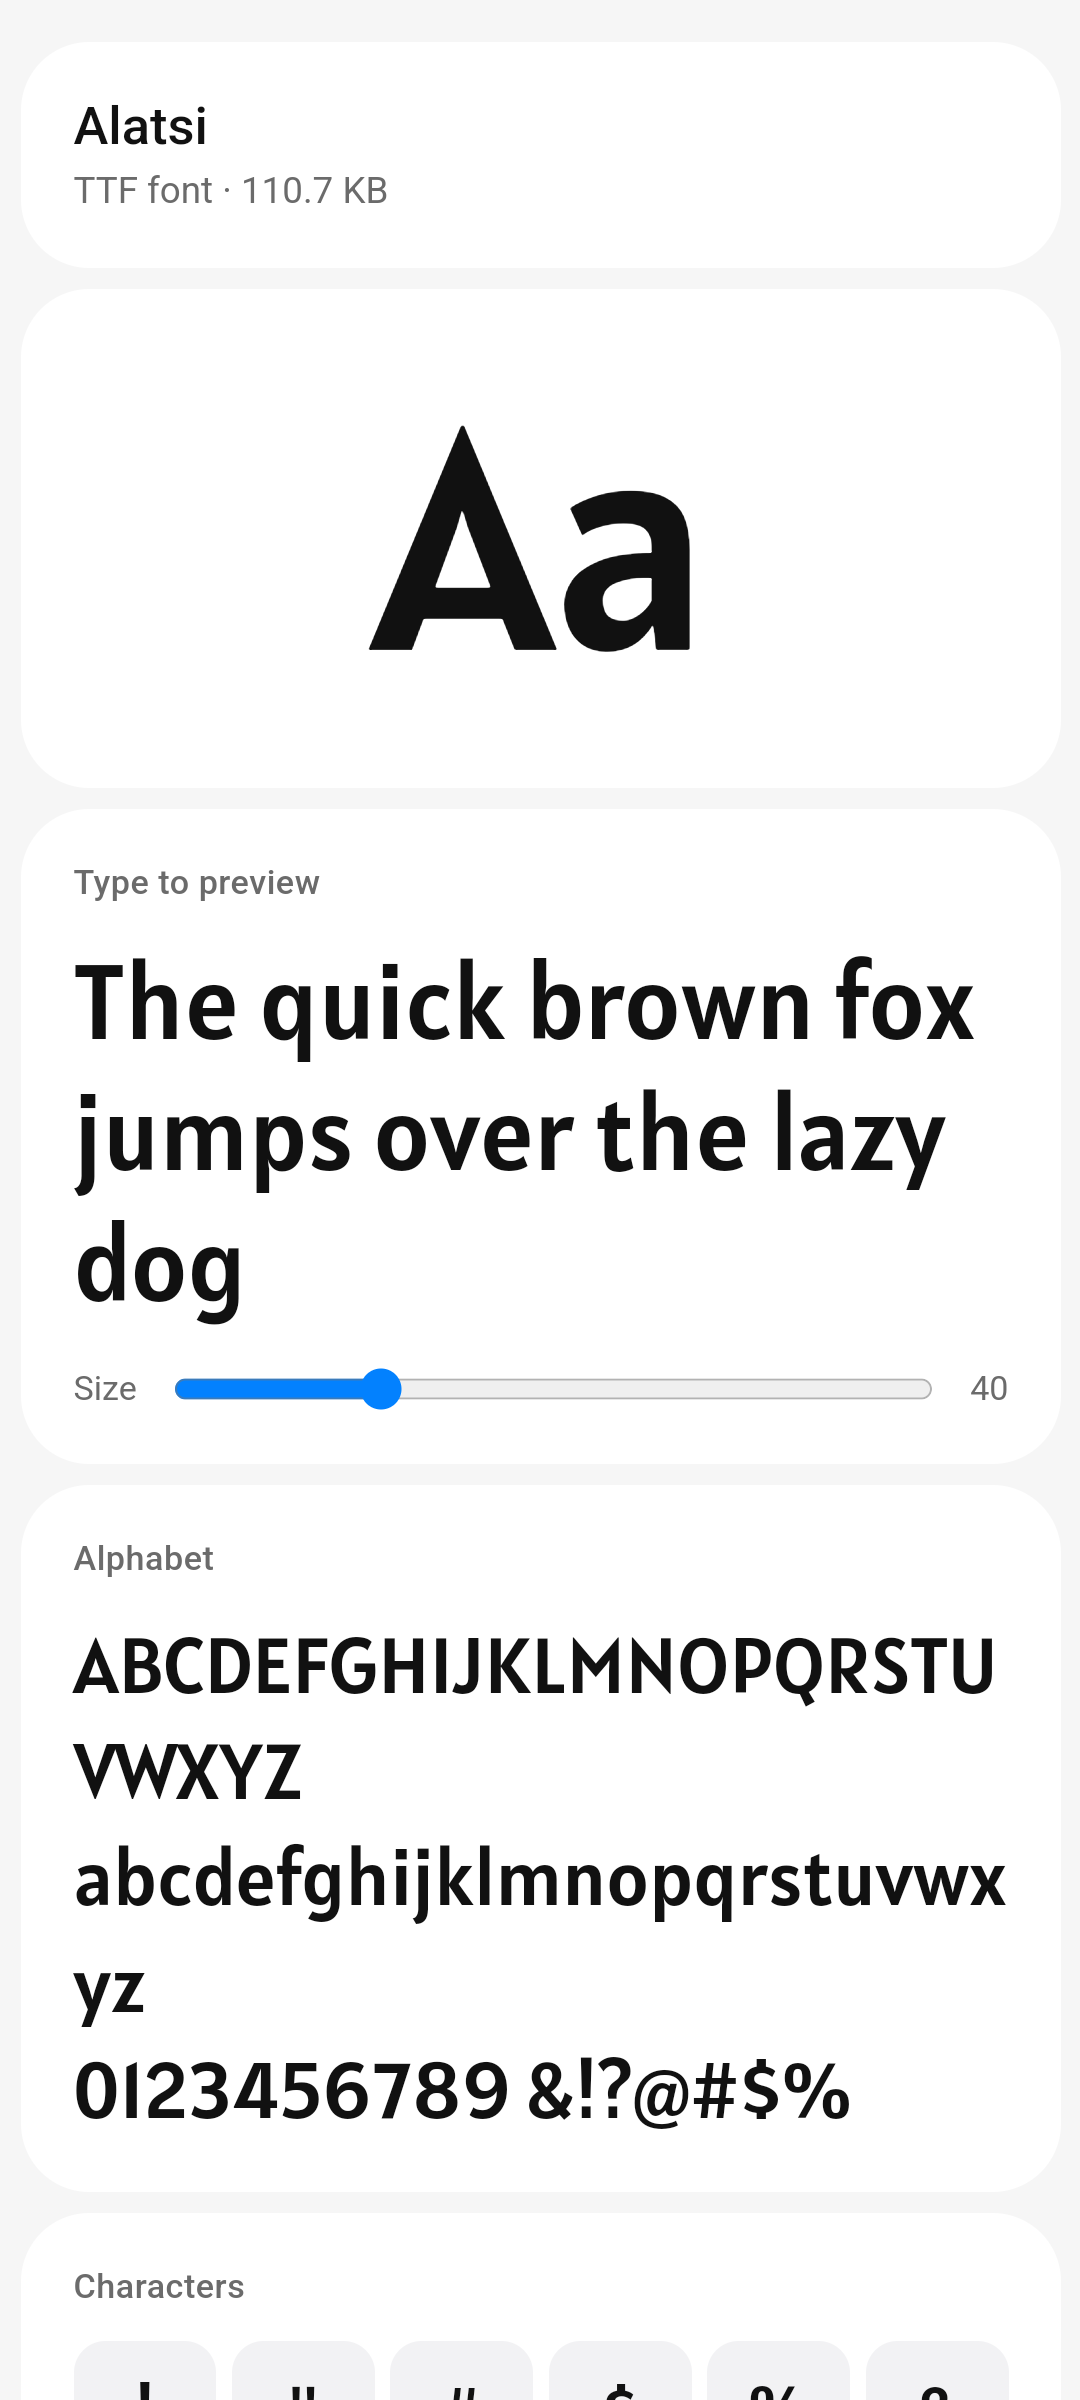 Alatsi
TTF font · 110.7 KB
Aa
Type to preview
The quick brown fox
jumps over the lazy
dog
Size 40
Alphabet
ABCDEFGHIJKLMNOPQRSTU
VWXYZ
abcdefghijklmnopqrstuvwx
yz
0123456789 &!?@#$%
Characters
! " # $ %